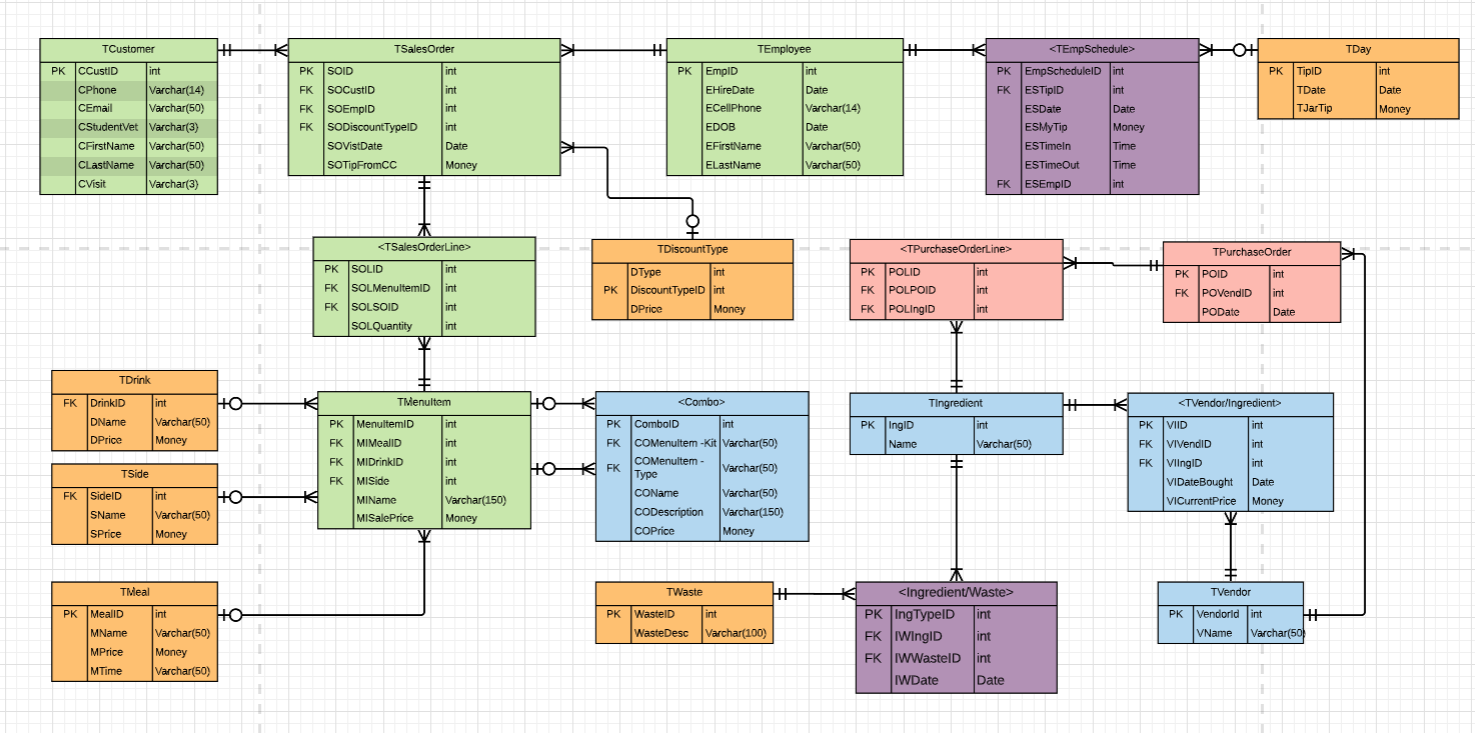 TCustomer
PK CCustID int
CPhone Varchar(14)
CEmail Varchar(50)
CStudentVet Varchar(3)
CFirstName Varchar(50)
CLastName Varchar(50)
CVisit Varchar(3)
TSalesOrder
PK SOID int
FK SOCustID int
FK SOEmpID int
FK SODiscountTypeID int
SOVistDate Date
SOTipFromCC Money
TEmployee
PK EmpID int
EHireDate Date
ECellPhone Varchar(14)
EDOB Date
EFirstName Varchar(50)
ELastName Varchar(50)
<TEmpSchedule>
PK EmpScheduleID int
FK ESTipID int
ESDate Date
ESMyTip Money
ESTimeIn Time
ESTimeOut Time
FK ESEmpID int
TDay
PK TipID int
TDate Date
TJarTip Money
<TSalesOrderLine>
PK SOLID int
FK SOLMenuItemID int
FK SOLSOID int
SOLQuantity int
TDiscountType
DType int
PK DiscountTypeID int
DPrice Money
<TPurchaseOrderLine>
PK POLID int
FK POLPOID int
FK POLIngID int
TPurchaseOrder
PK POID int
FK POVendID int
PODate Date
TDrink
FK DrinkID int
DName Varchar(50)
DPrice Money
TSide
FK SideID int
SName Varchar(50)
SPrice Money
TMenuItem
PK MenuItemID int
FK MIMealID int
FK MIDrinkID int
FK MISide int
MIName Varchar(150)
MISalePrice Money
<Combo>
PK ComboID int
FK COMenuItem -Kit Varchar(50)
FK COMenuItem -
Type Varchar(50)
COName Varchar(50)
CODescription Varchar(150)
COPrice Money
TIngredient
PK IngID int
Name Varchar(50)
<TVendor/Ingredient>
PK VIID int
FK VIVendID int
FK VIIngID int
VIDateBought Date
VICurrentPrice Money
TMeal
PK MealID int
MName Varchar(50)
MPrice Money
MTime Varchar(50)
TWaste
PK WasteID int
WasteDesc Varchar(100)
<Ingredient/Waste>
PK IngTypeID int
FK IWIngID int
FK IWWasteID int
IWDate Date
TVendor
PK VendorId int
VName Varchar(50)